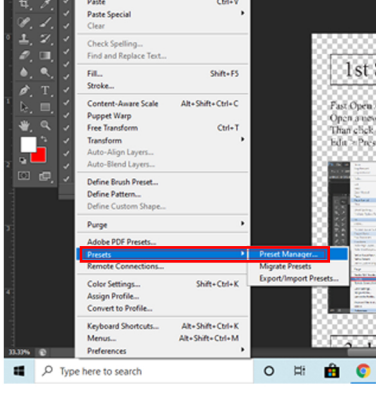 Paste Ctrl+V
Paste Special
Clear
Check Spelling...
Find and Replace Text...
Fill... Shift+F5
Stroke...
Content-Aware Scale Alt+Shift+Ctrl+C
Puppet Warp
Free Transform Ctrl+T
Transform
Auto-Align Layers...
Auto-Blend Layers...
Define Brush Preset...
Define Pattern...
Define Custom Shape...
Purge
Adobe PDF Presets...
Presets
Remote Connections...
Color Settings... Shift+Ctrl+K
Assign Profile...
Convert to Profile...
Keyboard Shortcuts... Alt+Shift+Ctrl+K
Menus... Alt+Shift+Ctrl+M
Preferences
Preset Manager...
Migrate Presets
Export/Import Presets...
1st S
Fast Open
Open a new
Than click
Edit - Pres
33.33%
Type here to search